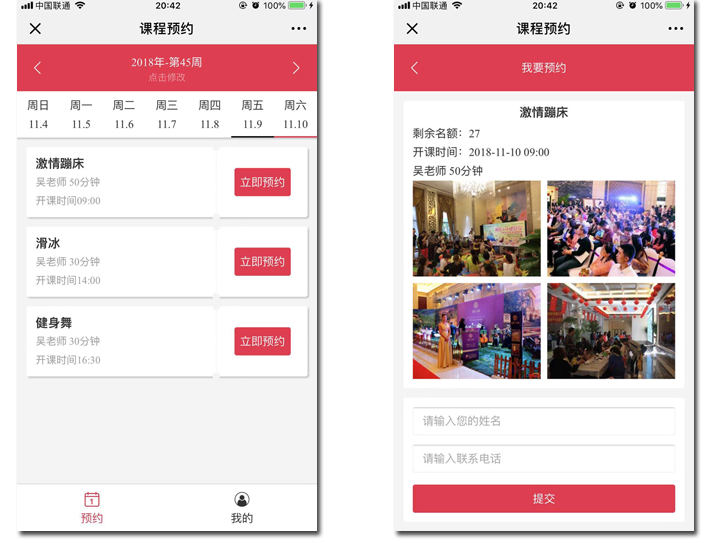 中国联通 20:42 100%
课程预约
2018年-第45周
点击修改
周日 周一 周二 周三 周四 周五 周六
11.4 11.5 11.6 11.7 11.8 11.9 11.10
激情蹦床
吴老师 50分钟
开课时间09:00
立即预约
滑冰
吴老师 30分钟
开课时间14:00
立即预约
健身舞
吴老师 30分钟
开课时间16:30
立即预约
1
预约 我的
中国联通 20:42 100%
课程预约
我要预约
激情蹦床
剩余名额：27
开课时间：2018-11-10 09:00
吴老师 50分钟
请输入您的姓名
请输入联系电话
提交